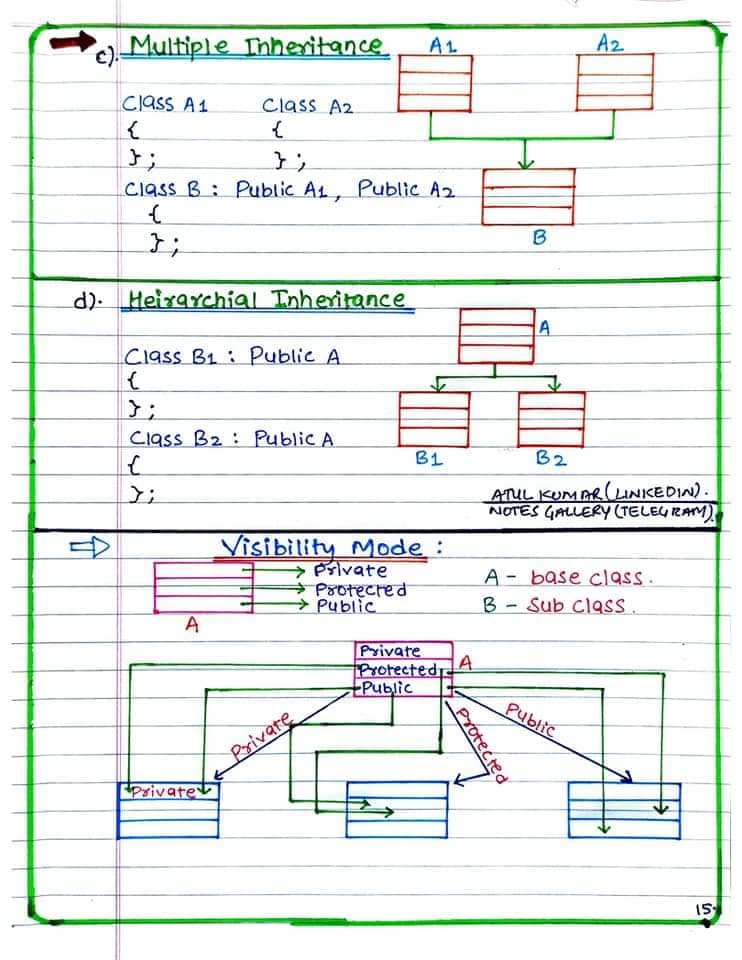 c). Multiple Inheritance
A1
A2
Class A1 Class A2
{ {
}; };
Class B : Public A1, Public A2
{
};
B
d). Heirarchial Inheritance
A
Class B1 : Public A
{
};
Class B2 : Public A
{
};
B1 B2
ATUL KUMAR (LINKEDIN).
NOTES GALLERY (TELEGRAM).
Visibility Mode :
Private
Protected
Public
A
A - base class.
B - Sub class.
Private
Protected
Public
A
Private
Protected
Public
Private
15.